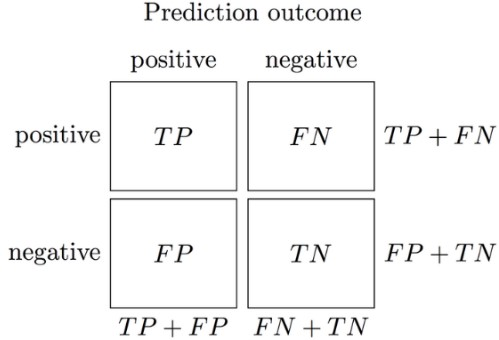 Prediction outcome
positive negative
positive TP FN TP + FN
negative FP TN FP + TN
TP + FP FN + TN